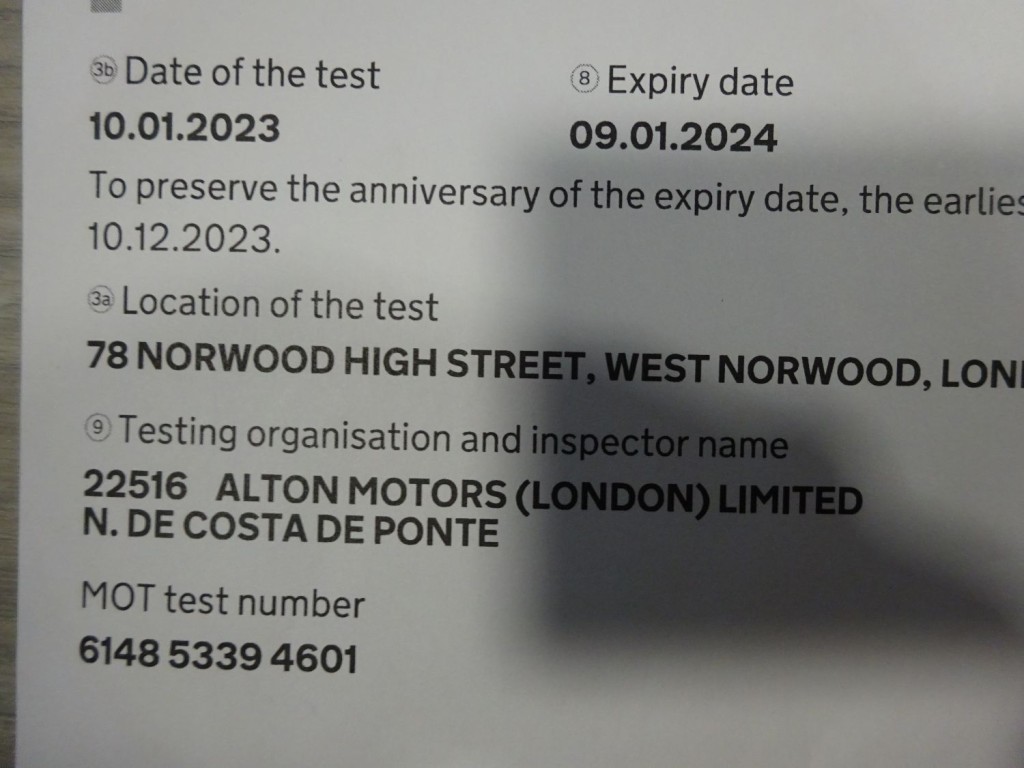 3b Date of the test
8 Expiry date
10.01.2023
09.01.2024
To preserve the anniversary of the expiry date, the
10.12.2023.
3a Location of the test
78 NORWOOD HIGH STREET, WEST NORWOOD,
9 Testing organisation and inspector name
22516 ALTON MOTORS (LONDON) LIMITED
N. DE COSTA DE PONTE
MOT test number
6148 5339 4601